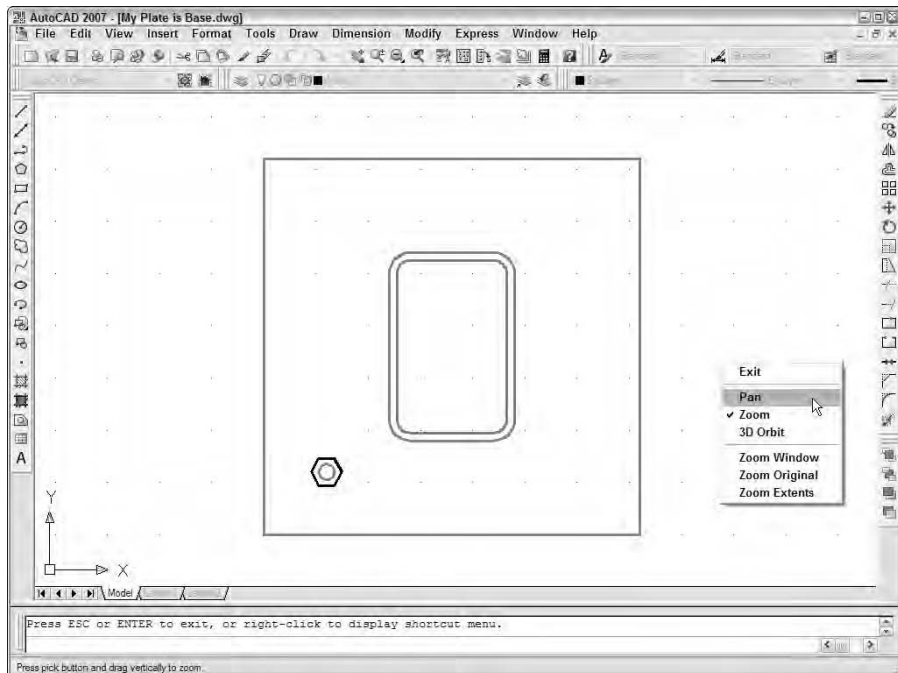 AutoCAD 2007 - [My Plate is Base.dwg]
File Edit View Insert Format Tools Draw Dimension Modify Express Window Help
A
Exit
Pan
Zoom
3D Orbit
Zoom Window
Zoom Original
Zoom Extents
Y
X
Model
Press ESC or ENTER to exit, or right-click to display shortcut menu.
Press pick button and drag vertically to zoom.